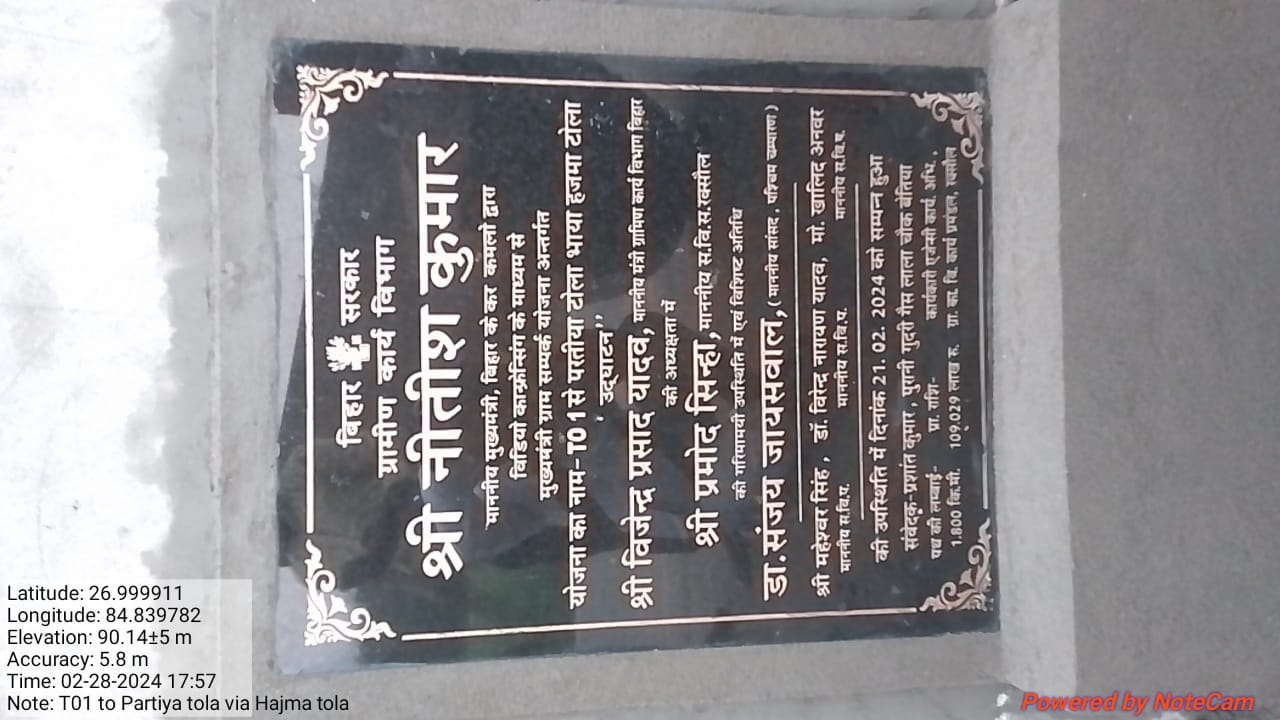 बिहार सरकार
ग्रामीण कार्य विभाग
श्री नीतीश कुमार
माननीय मुख्यमंत्री, बिहार के कर कमलो द्वारा
विडियो कान्फ्रेन्सिंग के माध्यम से
मुख्यमंत्री ग्राम सम्पर्क योजना अन्तर्गत
योजना का नाम-T01 से पतीया टोला भाया हजमा टोला
'उद्घाटन''
श्री विजेन्द्र प्रसाद यादव, माननीय मंत्री ग्रामिण कार्य विभाग बिहार
की अध्यक्षता में
श्री प्रमोद सिन्हा, माननीय स.वि.स.रक्सौल
की गरिमामयी उपस्थिति में एवं विशिष्ट अतिथि
डा.संजय जायसवाल, ( माननीय सांसद , पश्चिम चम्पारण )
श्री महेश्वर सिंह , डॉ. विरेन्द्र नारायण यादव, मो. खालिद अनवर
माननीय स.वि.प. माननीय स.वि.प. माननीय स.वि.प.
की उपस्थिति में दिनांक 21. 02. 2024 को सम्पन्न हुआ
संवेदक-प्रशांत कुमार , पुरानी गुदरी गैस लाला चौक बेतिया
पथ की लम्बाई- प्रा. राशि- कार्यकारी एजेन्सी कार्य. अभि. ,
1.800 कि.मी. 109.029 लाख रू. ग्रा. का. वि. कार्य प्रमंडल, रक्सौल
Latitude: 26.999911
Longitude: 84.839782
Elevation: 90.14±5 m
Accuracy: 5.8 m
Time: 02-28-2024 17:57
Note: T01 to Partiya tola via Hajma tola
Powered by NoteCam